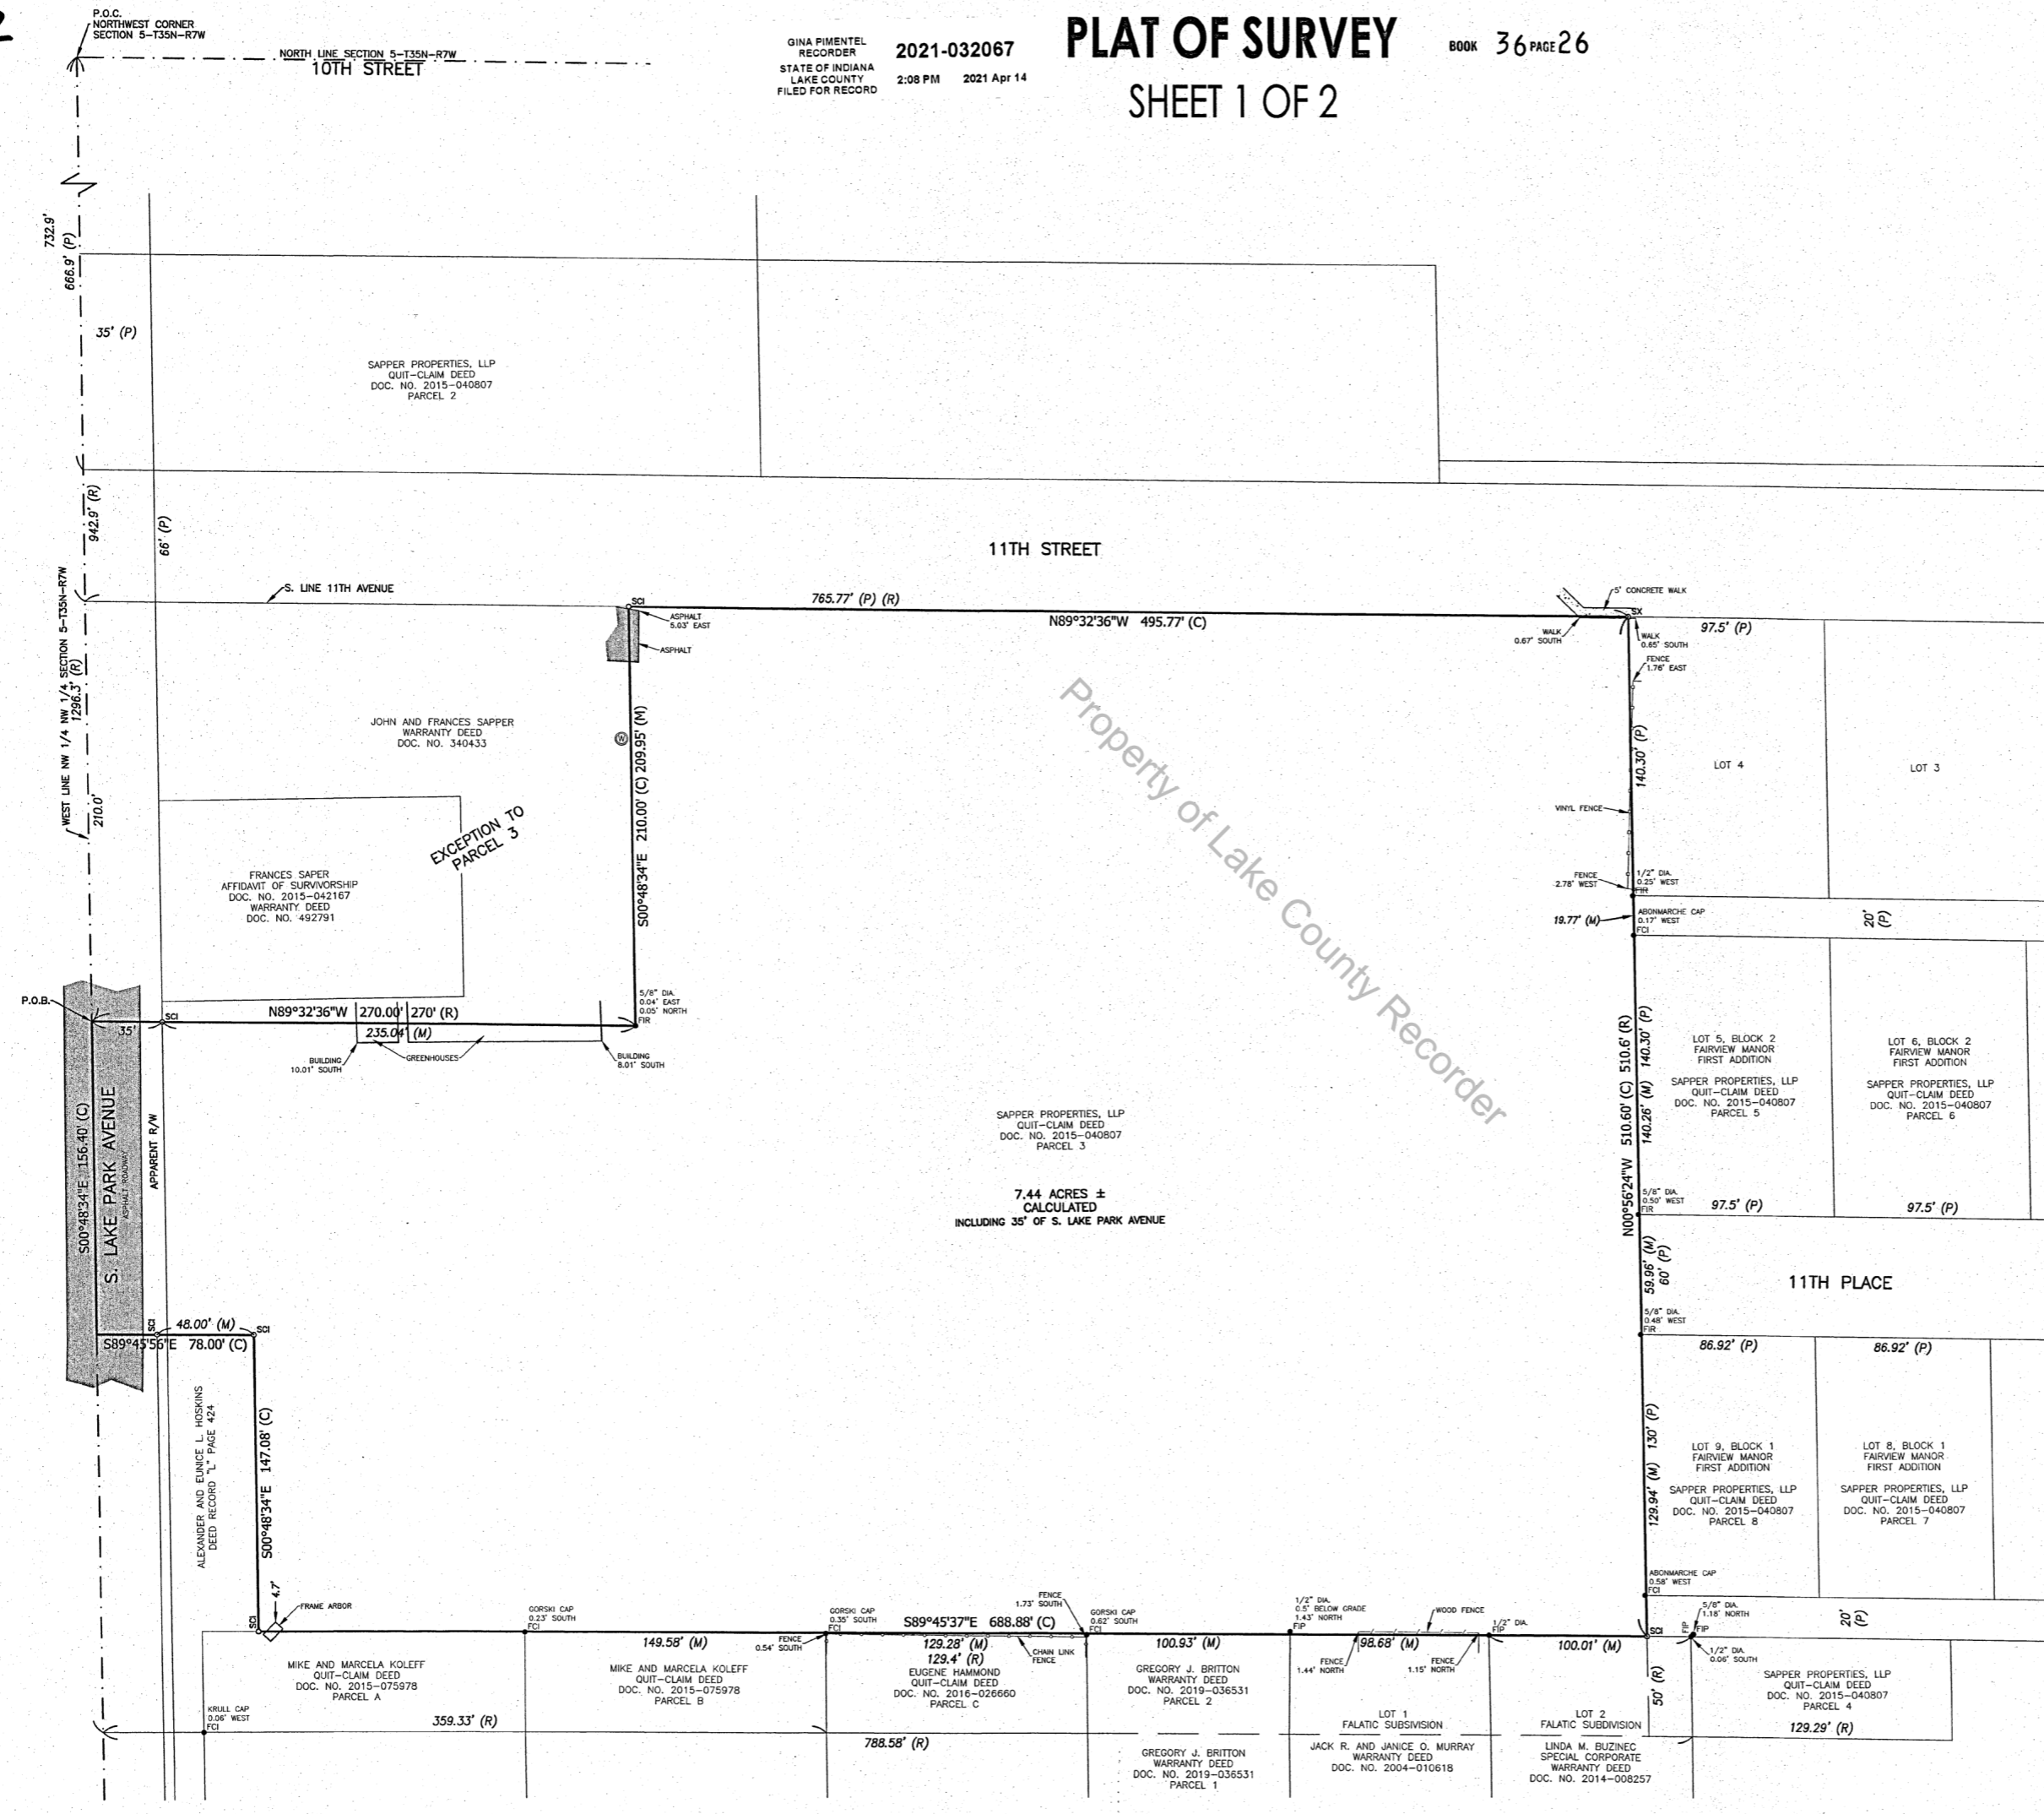 P.O.C.
NORTHWEST CORNER
SECTION 5-T35N-R7W
NORTH LINE SECTION 5-T35N-R7W
10TH STREET
GINA PIMENTEL
RECORDER
STATE OF INDIANA
LAKE COUNTY
FILED FOR RECORD
2021-032067
2:08 PM 2021 Apr 14
PLAT OF SURVEY
SHEET 1 OF 2
BOOK 36 PAGE 26
732.9'
666.9' (P)
35' (P)
SAPPER PROPERTIES, LLP
QUIT-CLAIM DEED
DOC. NO. 2015-040807
PARCEL 2
942.9' (R)
66' (P)
11TH STREET
S. LINE 11TH AVENUE
WEST LINE NW 1/4 NW 1/4 SECTION 5-T35N-R7W
1296.3' (R)
210.0'
SCI
ASPHALT
5.03' EAST
ASPHALT
765.77' (P) (R)
N89°32'36"W 495.77' (C)
5' CONCRETE WALK
SX
WALK
0.67' SOUTH
WALK
0.65' SOUTH
97.5' (P)
FENCE
1.76' EAST
JOHN AND FRANCES SAPPER
WARRANTY DEED
DOC. NO. 340433
W
S00°48'34"E 210.00' (C) 209.95' (M)
140.30' (P)
LOT 4
LOT 3
VINYL FENCE
EXCEPTION TO
PARCEL 3
FRANCES SAPER
AFFIDAVIT OF SURVIVORSHIP
DOC. NO. 2015-042167
WARRANTY DEED
DOC. NO. 492791
FENCE
2.78' WEST
1/2" DIA.
0.25' WEST
FIR
19.77' (M)
ABONMARCHE CAP
0.17' WEST
FCI
20'
(P)
Property of Lake County Recorder
P.O.B.
35'
SCI
N89°32'36"W 270.00' 270' (R)
235.04' (M)
5/8" DIA.
0.04' EAST
0.05' NORTH
FIR
BUILDING
10.01' SOUTH
GREENHOUSES
BUILDING
8.01' SOUTH
S00°48'34"E 156.40' (C)
S. LAKE PARK AVENUE
ASPHALT ROADWAY
APPARENT R/W
SAPPER PROPERTIES, LLP
QUIT-CLAIM DEED
DOC. NO. 2015-040807
PARCEL 3
7.44 ACRES ±
CALCULATED
INCLUDING 35' OF S. LAKE PARK AVENUE
N00°56'24"W 510.60' (C) 510.6' (R)
140.26' (M) 140.30' (P)
LOT 5, BLOCK 2
FAIRVIEW MANOR
FIRST ADDITION
SAPPER PROPERTIES, LLP
QUIT-CLAIM DEED
DOC. NO. 2015-040807
PARCEL 5
LOT 6, BLOCK 2
FAIRVIEW MANOR
FIRST ADDITION
SAPPER PROPERTIES, LLP
QUIT-CLAIM DEED
DOC. NO. 2015-040807
PARCEL 6
5/8" DIA.
0.50' WEST
FIR
97.5' (P)
97.5' (P)
59.96' (M)
60' (P)
11TH PLACE
5/8" DIA.
0.48' WEST
FIR
SCI
48.00' (M)
SCI
S89°45'56"E 78.00' (C)
86.92' (P)
86.92' (P)
ALEXANDER AND EUNICE L. HOSKINS
DEED RECORD "L" PAGE 424
S00°48'34"E 147.08' (C)
129.94' (M) 130' (P)
LOT 9, BLOCK 1
FAIRVIEW MANOR
FIRST ADDITION
SAPPER PROPERTIES, LLP
QUIT-CLAIM DEED
DOC. NO. 2015-040807
PARCEL 8
LOT 8, BLOCK 1
FAIRVIEW MANOR
FIRST ADDITION
SAPPER PROPERTIES, LLP
QUIT-CLAIM DEED
DOC. NO. 2015-040807
PARCEL 7
4.7'
FRAME ARBOR
SCI
GORSKI CAP
0.23' SOUTH
FCI
GORSKI CAP
0.35' SOUTH
FCI
S89°45'37"E 688.88' (C)
FENCE
1.73' SOUTH
GORSKI CAP
0.62' SOUTH
FCI
1/2" DIA.
0.5' BELOW GRADE
1.43' NORTH
FIP
WOOD FENCE
1/2" DIA.
FIP
ABONMARCHE CAP
0.58' WEST
FCI
SCI
FIP
5/8" DIA.
1.18' NORTH
FIP
20'
(P)
149.58' (M)
FENCE
0.54' SOUTH
129.28' (M)
129.4' (R)
CHAIN LINK
FENCE
100.93' (M)
98.68' (M)
FENCE
1.44' NORTH
FENCE
1.15' NORTH
100.01' (M)
1/2" DIA.
0.06' SOUTH
MIKE AND MARCELA KOLEFF
QUIT-CLAIM DEED
DOC. NO. 2015-075978
PARCEL A
MIKE AND MARCELA KOLEFF
QUIT-CLAIM DEED
DOC. NO. 2015-075978
PARCEL B
EUGENE HAMMOND
QUIT-CLAIM DEED
DOC. NO. 2016-026660
PARCEL C
GREGORY J. BRITTON
WARRANTY DEED
DOC. NO. 2019-036531
PARCEL 2
50' (R)
SAPPER PROPERTIES, LLP
QUIT-CLAIM DEED
DOC. NO. 2015-040807
PARCEL 4
129.29' (R)
KRULL CAP
0.06' WEST
FCI
359.33' (R)
788.58' (R)
LOT 1
FALATIC SUBSIVISION
LOT 2
FALATIC SUBDIVISION
GREGORY J. BRITTON
WARRANTY DEED
DOC. NO. 2019-036531
PARCEL 1
JACK R. AND JANICE O. MURRAY
WARRANTY DEED
DOC. NO. 2004-010618
LINDA M. BUZINEC
SPECIAL CORPORATE
WARRANTY DEED
DOC. NO. 2014-008257